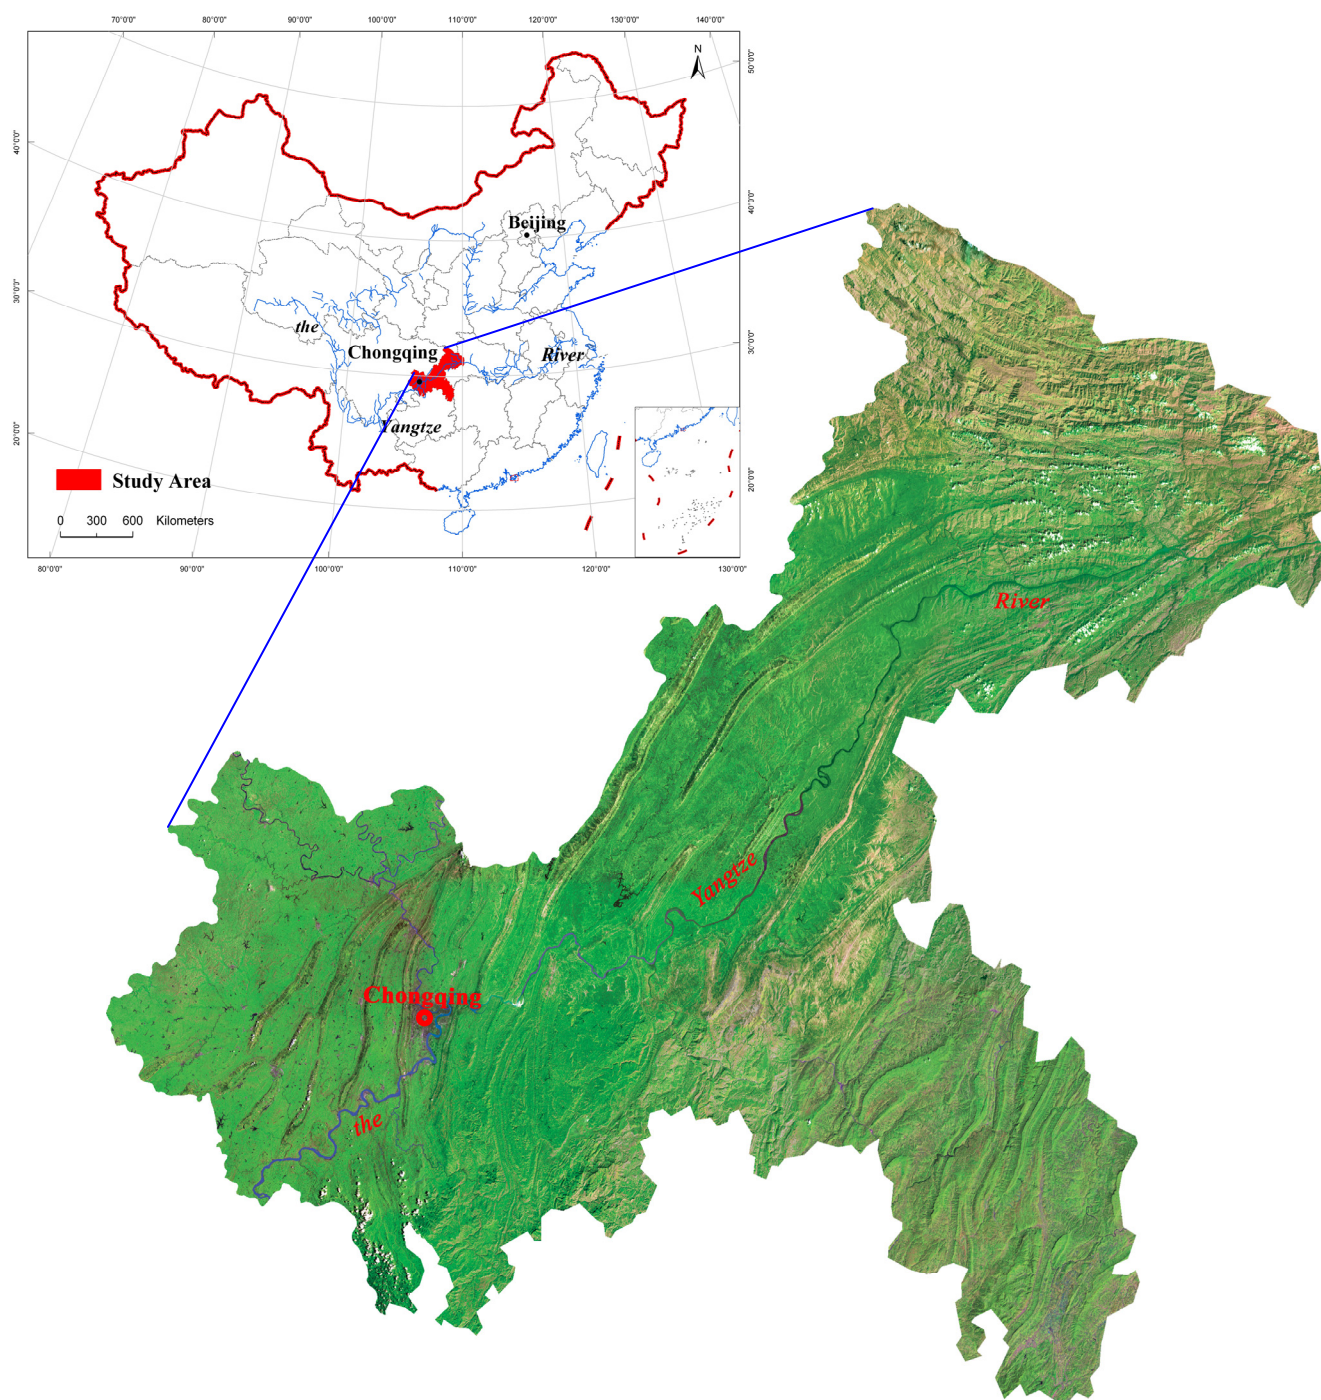 70°0'0" 80°0'0" 90°0'0" 100°0'0" 110°0'0" 120°0'0" 130°0'0" 140°0'0"
N
50°0'0"
40°0'0"
40°0'0"
Beijing
30°0'0"
the
Chongqing
River
30°0'0"
Yangtze
20°0'0"
20°0'0"
Study Area
0 300 600 Kilometers
80°0'0" 90°0'0" 100°0'0" 110°0'0" 120°0'0" 130°0'0"
River
Yangtze
Chongqing
the